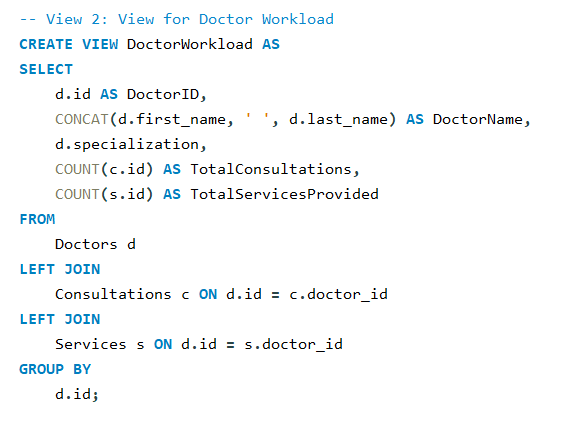 -- View 2: View for Doctor Workload
CREATE VIEW DoctorWorkload AS
SELECT
    d.id AS DoctorID,
    CONCAT(d.first_name, ' ', d.last_name) AS DoctorName,
    d.specialization,
    COUNT(c.id) AS TotalConsultations,
    COUNT(s.id) AS TotalServicesProvided
FROM
    Doctors d
LEFT JOIN
    Consultations c ON d.id = c.doctor_id
LEFT JOIN
    Services s ON d.id = s.doctor_id
GROUP BY
    d.id;